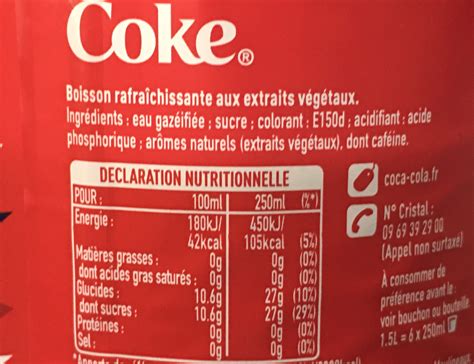 Coke®
Boisson rafraîchissante aux extraits végétaux.
Ingrédients : eau gazéifiée ; sucre ; colorant : E150d ; acidifiant : acide
phosphorique ; arômes naturels (extraits végétaux), dont caféine.
DECLARATION NUTRITIONNELLE
POUR : 100ml 250ml (%*)
Energie : 180kJ/ 450kJ/
42kcal 105kcal (5%)
Matières grasses : 0g 0g (0%)
dont acides gras saturés : 0g 0g (0%)
Glucides : 10.6g 27g (10%)
dont sucres : 10.6g 27g (29%)
Protéines : 0g 0g (0%)
Sel : 0g 0g (0%)
coca-cola.fr
N° Cristal :
09 69 39 29 00
(Appel non surtaxé)
À consommer de
préférence avant le :
voir bouchon ou bouteille
1.5L = 6 x 250ml